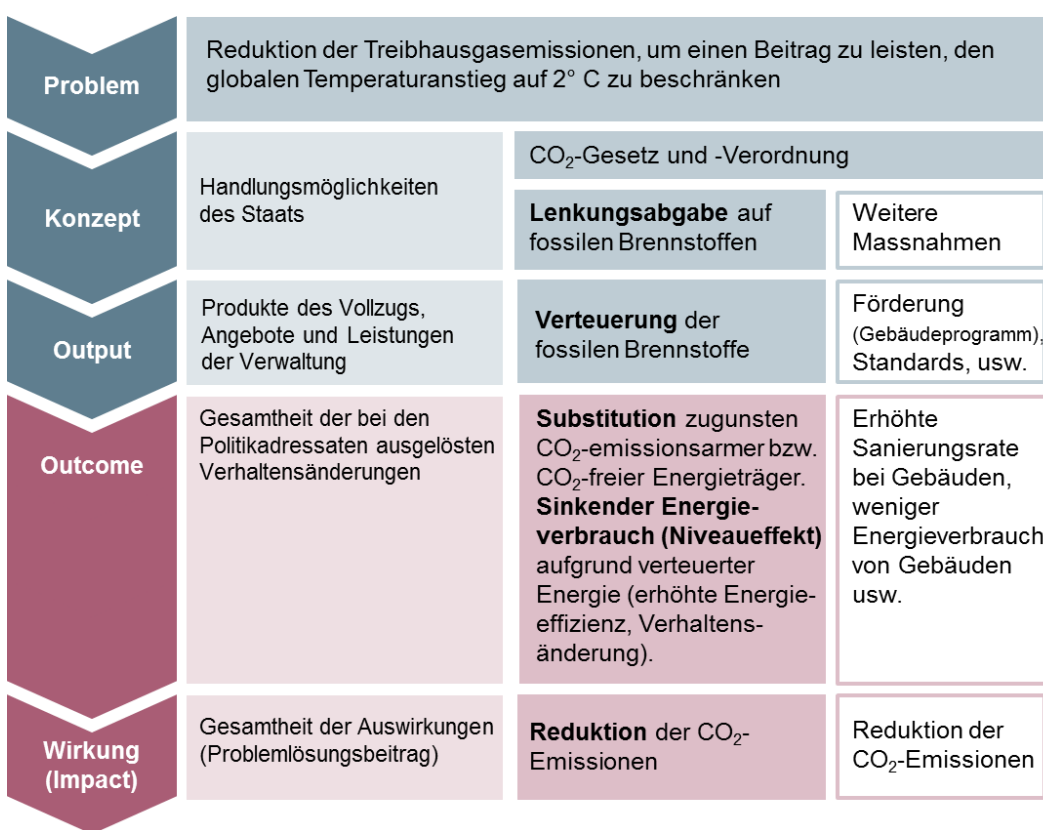 Problem
Reduktion der Treibhausgasemissionen, um einen Beitrag zu leisten, den
globalen Temperaturanstieg auf 2° C zu beschränken
Konzept
Handlungsmöglichkeiten
des Staats
CO₂-Gesetz und -Verordnung
Lenkungsabgabe auf
fossilen Brennstoffen
Weitere
Massnahmen
Output
Produkte des Vollzugs,
Angebote und Leistungen
der Verwaltung
Verteuerung der
fossilen Brennstoffe
Förderung
(Gebäudeprogramm),
Standards, usw.
Outcome
Gesamtheit der bei den
Politikadressaten ausgelösten
Verhaltensänderungen
Substitution zugunsten
CO₂-emissionsarmer bzw.
CO₂-freier Energieträger.
Sinkender Energie-
verbrauch (Niveaueffekt)
aufgrund verteuerter
Energie (erhöhte Energie-
effizienz, Verhaltens-
änderung).
Erhöhte
Sanierungsrate
bei Gebäuden,
weniger
Energieverbrauch
von Gebäuden
usw.
Wirkung
(Impact)
Gesamtheit der Auswirkungen
(Problemlösungsbeitrag)
Reduktion der CO₂-
Emissionen
Reduktion der
CO₂-Emissionen